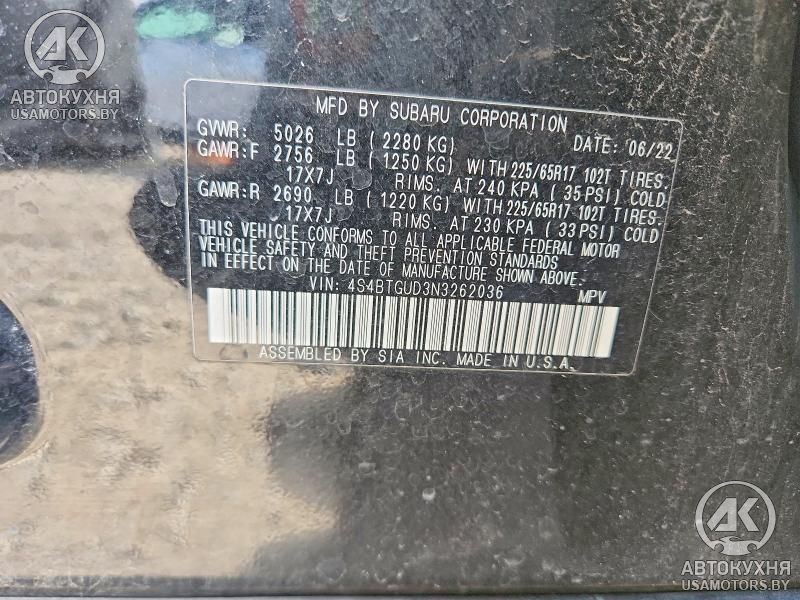 AK
АВТОКУХНЯ
USAMOTORS.BY
MFD BY SUBARU CORPORATION
GVWR: 5026 LB ( 2280 KG) DATE: 06/22
GAWR:F 2756 LB ( 1250 KG) WITH 225/65R17 102T TIRES.
17X7J RIMS. AT 240 KPA ( 35 PSI) COLD
GAWR:R 2690 LB ( 1220 KG) WITH 225/65R17 102T TIRES.
17X7J RIMS. AT 230 KPA ( 33 PSI) COLD
THIS VEHICLE CONFORMS TO ALL APPLICABLE FEDERAL MOTOR
VEHICLE SAFETY AND THEFT PREVENTION STANDARDS
IN EFFECT ON THE DATE OF MANUFACTURE SHOWN ABOVE.
VIN: 4S4BTGUD3N3262036 MPV
ASSEMBLED BY SIA INC. MADE IN U.S.A.
AK
АВТОКУХНЯ
USAMOTORS.BY